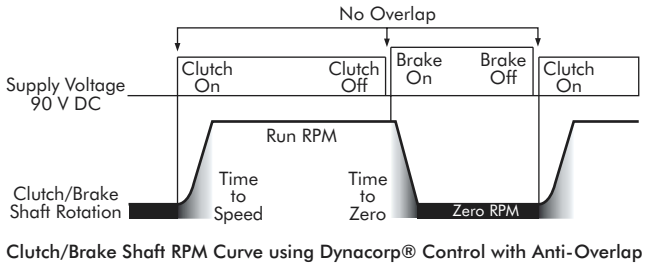 No Overlap
Clutch On
Clutch Off
Brake On
Brake Off
Clutch On
Supply Voltage
90 V DC
Run RPM
Clutch/Brake
Shaft Rotation
Time to Speed
Time to Zero
Zero RPM
Clutch/Brake Shaft RPM Curve using Dynacorp® Control with Anti-Overlap